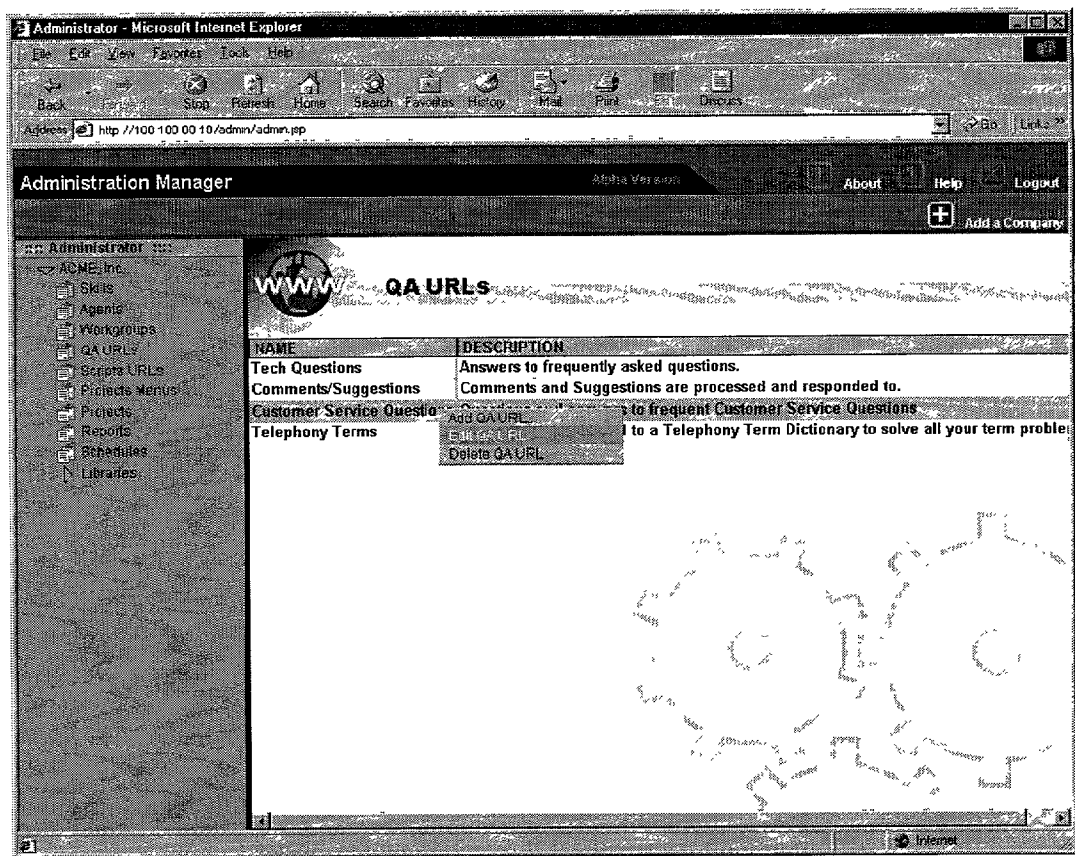 Administrator - Microsoft Internet Explorer
File Edit View Favorites Tools Help
Back Forward Stop Refresh Home Search Favorites History Mail Print Edit Discuss
Address http //100 100 00 10/admin/admin.jsp Go Links »
Administration Manager Alpha Version About Help Logout
Add a Company
:::: Administrator ::::
ACME, Inc.
Skills
Agents
Workgroups
QA URLs
Scripts URLs
Projects Menus
Projects
Reports
Schedules
Libraries
WWW QA URLs
NAME DESCRIPTION
Tech Questions Answers to frequently asked questions.
Comments/Suggestions Comments and Suggestions are processed and responded to.
Customer Service Questio to frequent Customer Service Questions
Telephony Terms to a Telephony Term Dictionary to solve all your term proble
Add QA URL
Edit QA URL
Delete QA URL
Internet